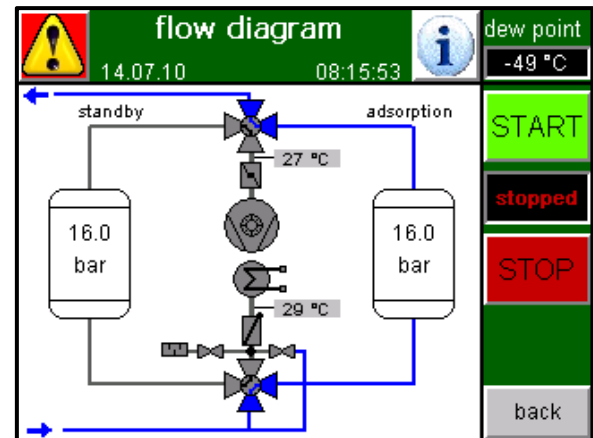 flow diagram
14.07.10 08:15:53
dew point
-49 °C
standby
adsorption
27 °C
16.0
bar
16.0
bar
29 °C
START
stopped
STOP
back